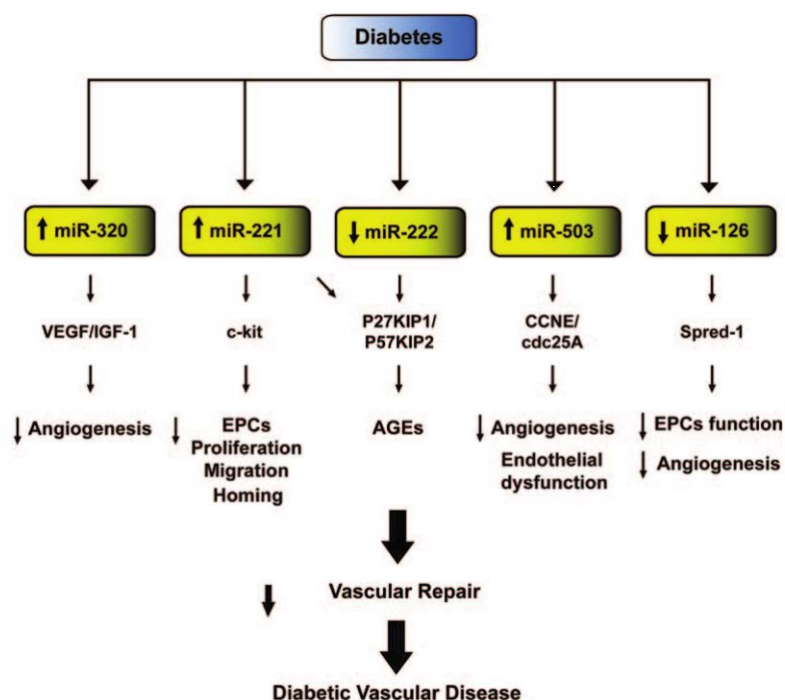 Diabetes
miR-320
miR-221
miR-222
miR-503
miR-126
VEGF/IGF-1
c-kit
P27KIP1/
P57KIP2
CCNE/
cdc25A
Spred-1
Angiogenesis
EPCs
Proliferation
Migration
Homing
AGEs
Angiogenesis
Endothelial
dysfunction
EPCs function
Angiogenesis
Vascular Repair
Diabetic Vascular Disease